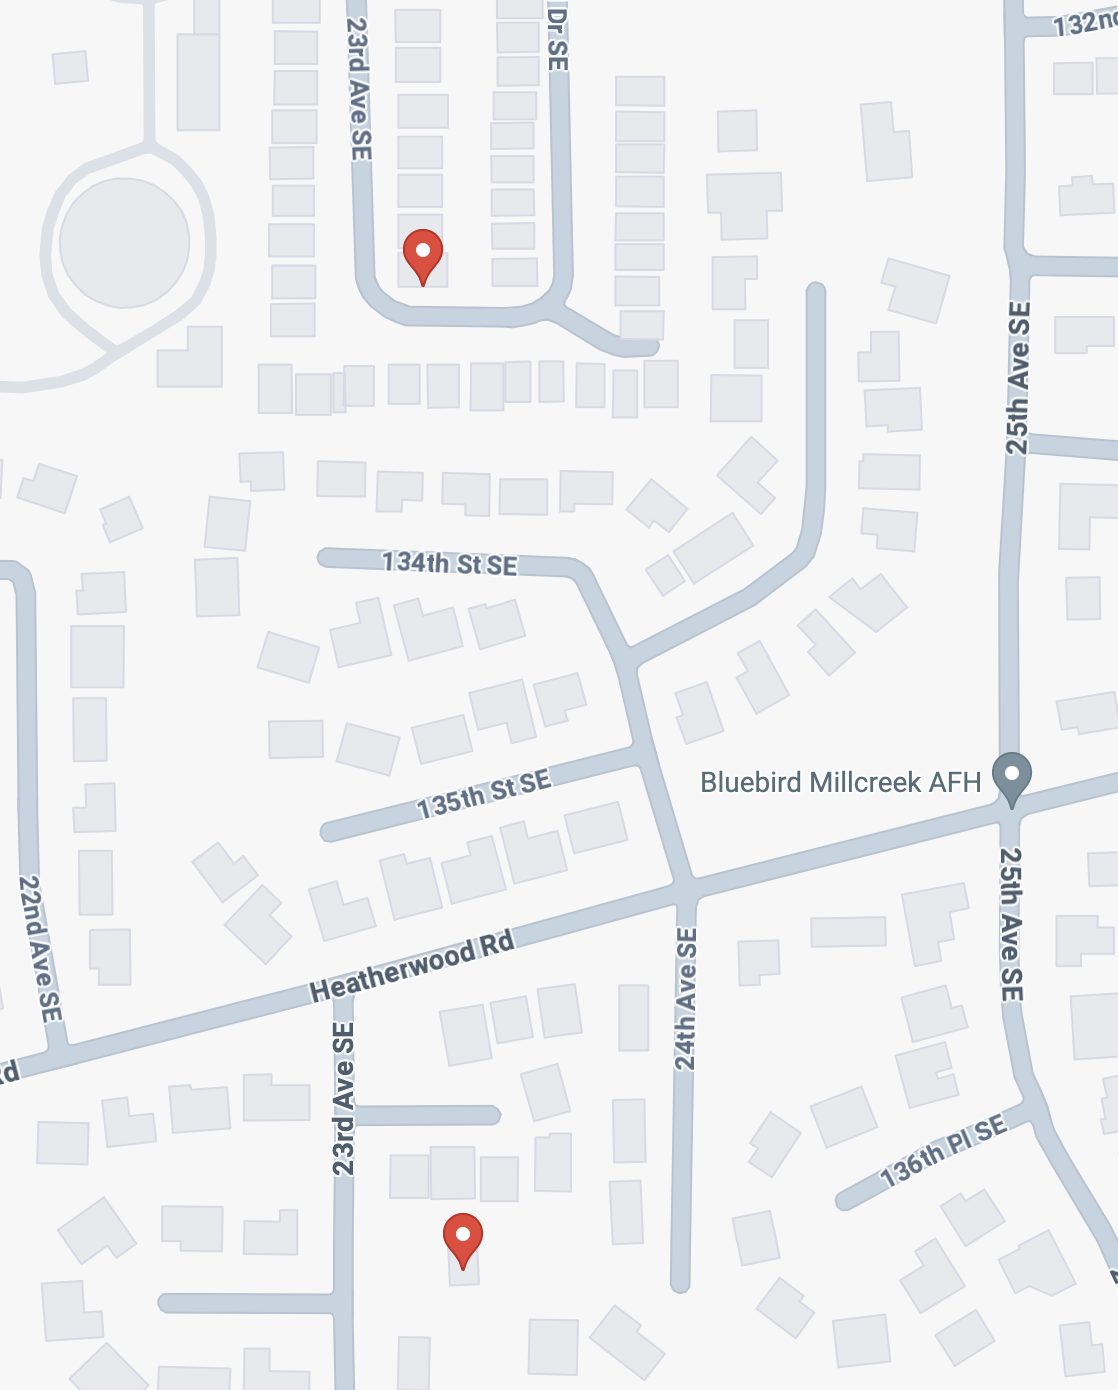 23rd Ave SE
Dr SE
132nd
25th Ave SE
134th St SE
Bluebird Millcreek AFH
135th St SE
22nd Ave SE
25th Ave SE
Heatherwood Rd
24th Ave SE
23rd Ave SE
Rd
136th Pl SE